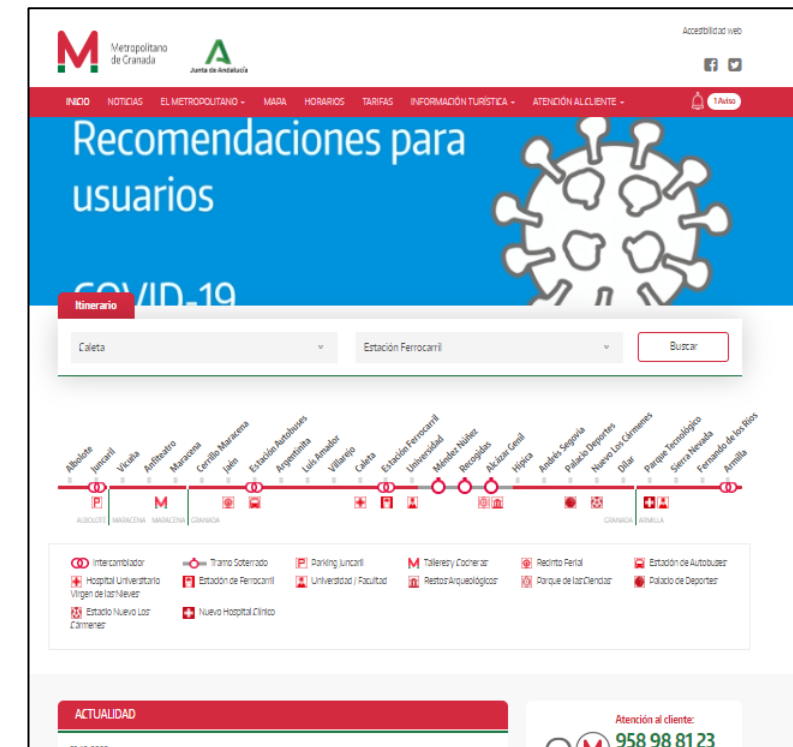 Accesibilidad web
Metropolitano
de Granada
Junta de Andalucía
INICIO NOTICIAS EL METROPOLITANO MAPA HORARIOS TARIFAS INFORMACIÓN TURÍSTICA ATENCIÓN AL CLIENTE 1 Aviso
Recomendaciones para
usuarios
COVID-19
Itinerario
Caleta Estación Ferrocarril Buscar
Albolote Juncaril Vicuña Anfiteatro Maracena Cerrillo Maracena Jaén Estación Autobuses Argentinita Luis Amador Villarejo Caleta Estación Ferrocarril Universidad Méndez Núñez Recogidas Alcázar Genil Hípica Andrés Segovia Palacio Deportes Nuevo Los Cármenes Dílar Parque Tecnológico Sierra Nevada Fernando de los Ríos Armilla
ALBOLOTE MARACENA MARACENA GRANADA GRANADA ARMILLA
Intercambiador Tramo Soterrado Parking Juncaril Talleres y Cocheras Recinto Ferial Estación de Autobuses
Hospital Universitario
Virgen de las Nieves
Estación de Ferrocarril Universidad / Facultad Restos Arqueológicos Parque de las Ciencias Palacio de Deportes
Estadio Nuevo Los
Cármenes
Nuevo Hospital Clínico
ACTUALIDAD
Atención al cliente:
958 98 81 23